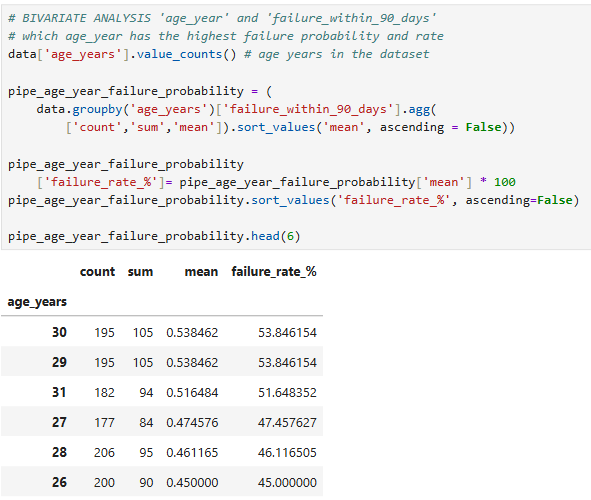 # BIVARIATE ANALYSIS 'age_year' and 'failure_within_90_days'
# which age_year has the highest failure probability and rate
data['age_years'].value_counts() # age years in the dataset
pipe_age_year_failure_probability = (
    data.groupby('age_years')['failure_within_90_days'].agg(
        ['count','sum','mean']).sort_values('mean', ascending = False))
pipe_age_year_failure_probability
    ['failure_rate_%']= pipe_age_year_failure_probability['mean'] * 100
pipe_age_year_failure_probability.sort_values('failure_rate_%', ascending=False)
pipe_age_year_failure_probability.head(6)
count sum mean failure_rate_%
age_years
30 195 105 0.538462 53.846154
29 195 105 0.538462 53.846154
31 182 94 0.516484 51.648352
27 177 84 0.474576 47.457627
28 206 95 0.461165 46.116505
26 200 90 0.450000 45.000000